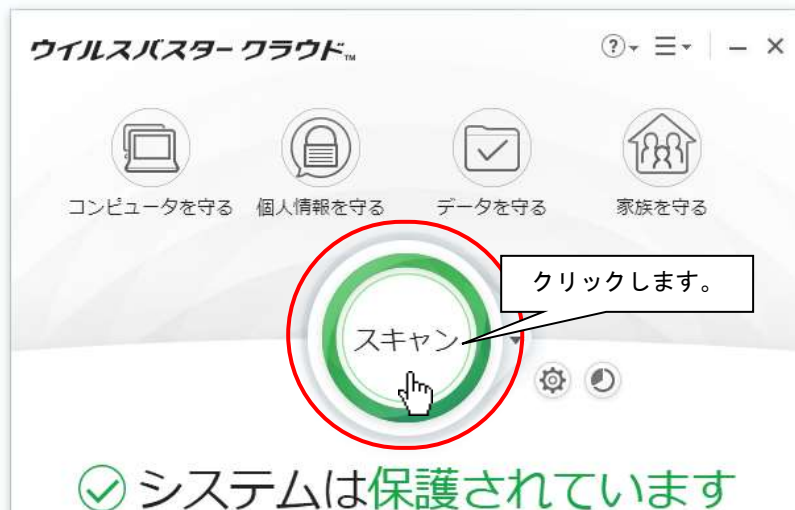 ウイルスバスター クラウド™
コンピュータを守る 個人情報を守る データを守る 家族を守る
クリックします。
スキャン
システムは保護されています